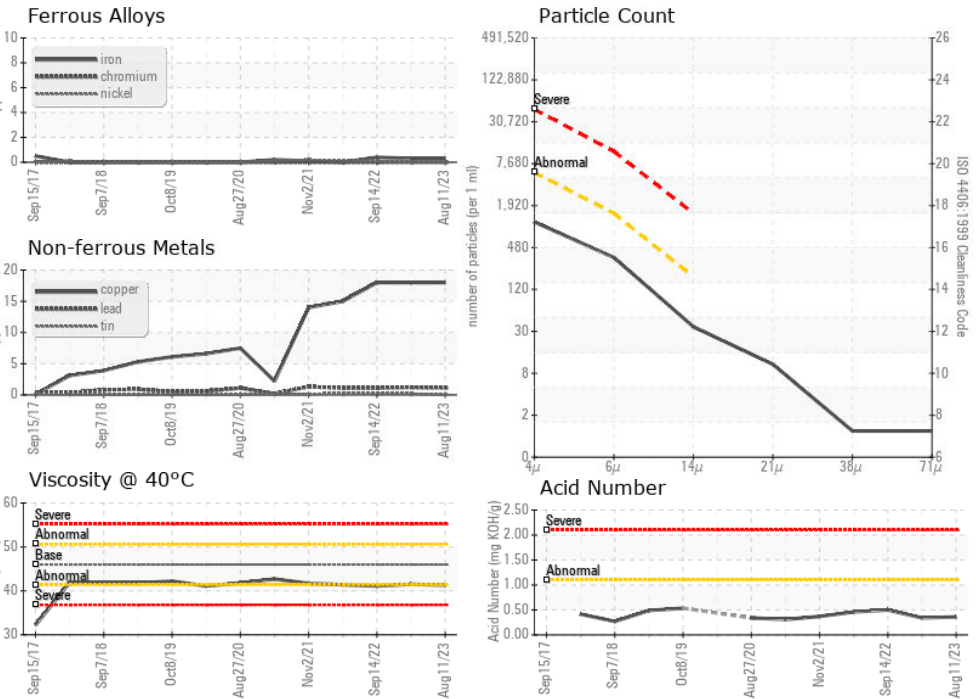 Ferrous Alloys
10
8
6
4
2
0
iron
chromium
nickel
Sep15/17
Sep7/18
Oct8/19
Aug27/20
Nov2/21
Sep14/22
Aug11/23
Non-ferrous Metals
20
15
10
5
0
copper
lead
tin
Sep15/17
Sep7/18
Oct8/19
Aug27/20
Nov2/21
Sep14/22
Aug11/23
Viscosity @ 40°C
60
50
40
30
Severe
Abnormal
Base
Abnormal
Severe
Sep15/17
Sep7/18
Oct8/19
Aug27/20
Nov2/21
Sep14/22
Aug11/23
Particle Count
number of particles (per 1 ml)
491,520
122,880
30,720
7,680
1,920
480
120
30
8
2
0
Severe
Abnormal
4µ
6µ
14µ
21µ
38µ
71µ
26
24
22
20
18
16
14
12
10
8
6
ISO 4406:1999 Cleanliness Code
Acid Number
Acid Number (mg KOH/g)
2.50
2.00
1.50
1.00
0.50
0.00
Severe
Abnormal
Sep15/17
Sep7/18
Oct8/19
Aug27/20
Nov2/21
Sep14/22
Aug11/23